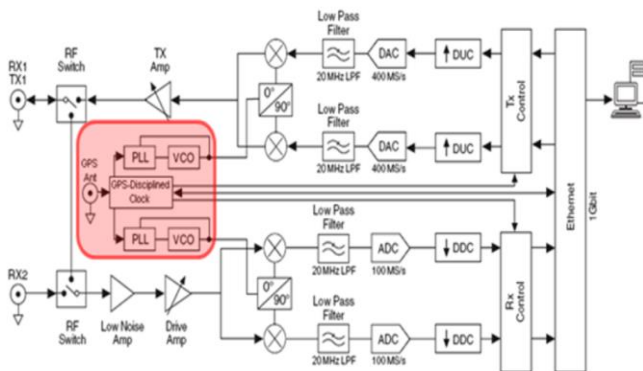 RX1
TX1
RF
Switch
TX
Amp
0°
90°
Low Pass
Filter
20 MHz LPF
DAC
400 MS/s
DUC
Low Pass
Filter
20 MHz LPF
DAC
400 MS/s
DUC
Tx
Control
Ethernet
1Gbit
GPS
Ant
PLL
VCO
GPS-Disciplined
Clock
PLL
VCO
RX2
RF
Switch
Low Noise
Amp
Drive
Amp
0°
90°
Low Pass
Filter
20 MHz LPF
ADC
100 MS/s
DDC
Low Pass
Filter
20 MHz LPF
ADC
100 MS/s
DDC
Rx
Control